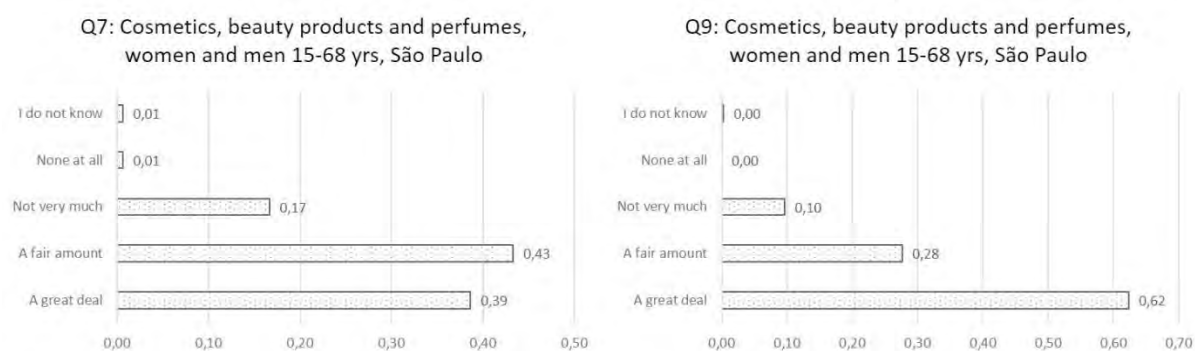 Q7: Cosmetics, beauty products and perfumes,
women and men 15-68 yrs, São Paulo
I do not know
0,01
None at all
0,01
Not very much
0,17
A fair amount
0,43
A great deal
0,39
0,00 0,10 0,20 0,30 0,40 0,50
Q9: Cosmetics, beauty products and perfumes,
women and men 15-68 yrs, São Paulo
I do not know
0,00
None at all
0,00
Not very much
0,10
A fair amount
0,28
A great deal
0,62
0,00 0,10 0,20 0,30 0,40 0,50 0,60 0,70